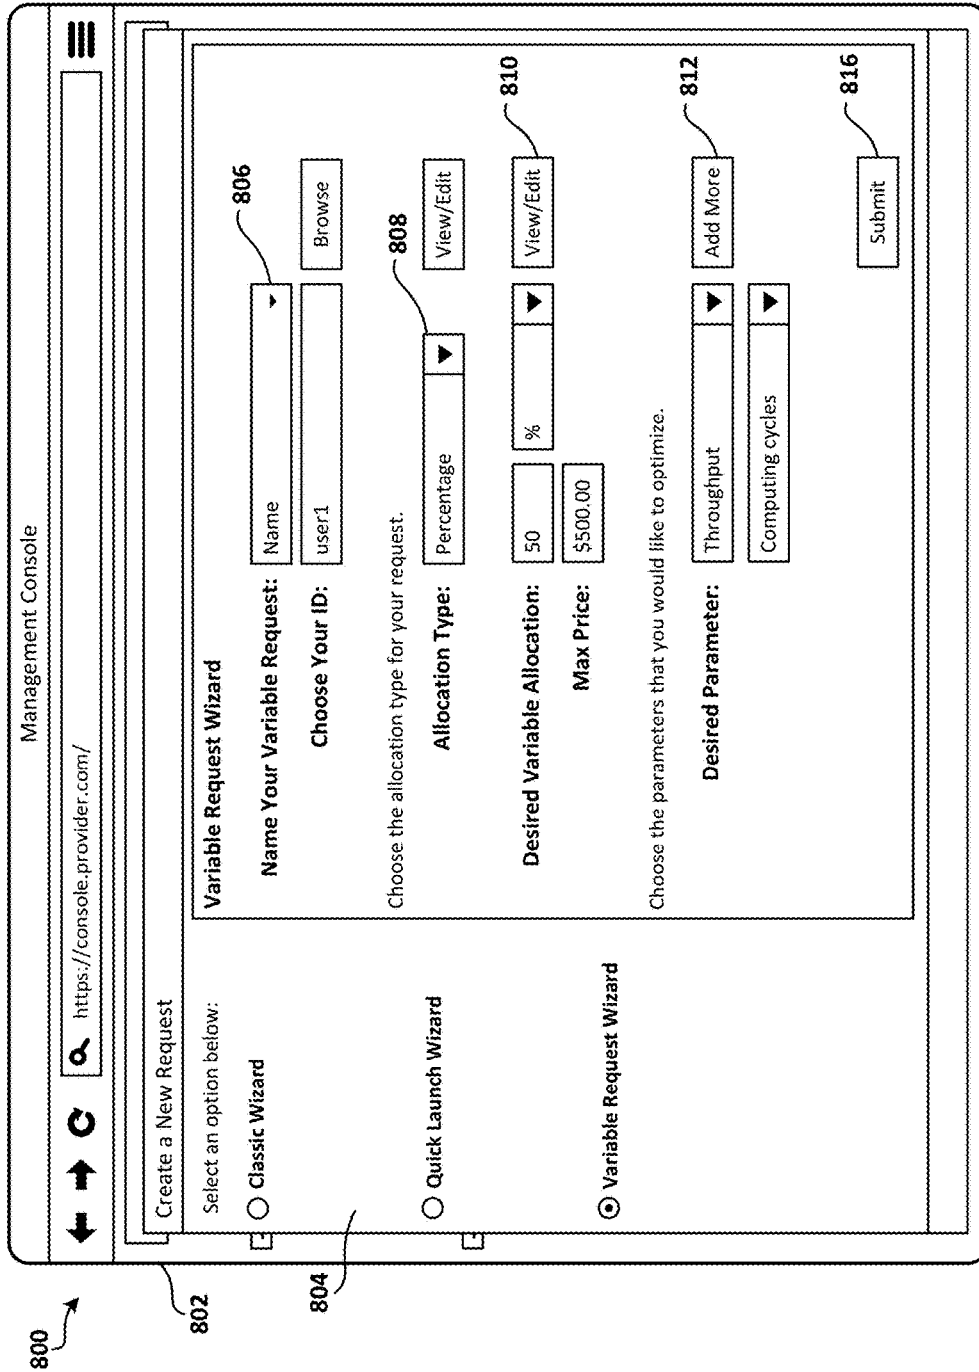 800
802
Management Console
https://console.provider.com/
Create a New Request
Select an option below:
Classic Wizard
804
Quick Launch Wizard
Variable Request Wizard
Variable Request Wizard
Name Your Variable Request: Name
806
Choose Your ID: user1 Browse
Choose the allocation type for your request.
808
Allocation Type: Percentage View/Edit
Desired Variable Allocation: 50 % View/Edit
810
Max Price: $500.00
Choose the parameters that you would like to optimize.
Desired Parameter: Throughput Add More
812
Computing cycles
Submit
816